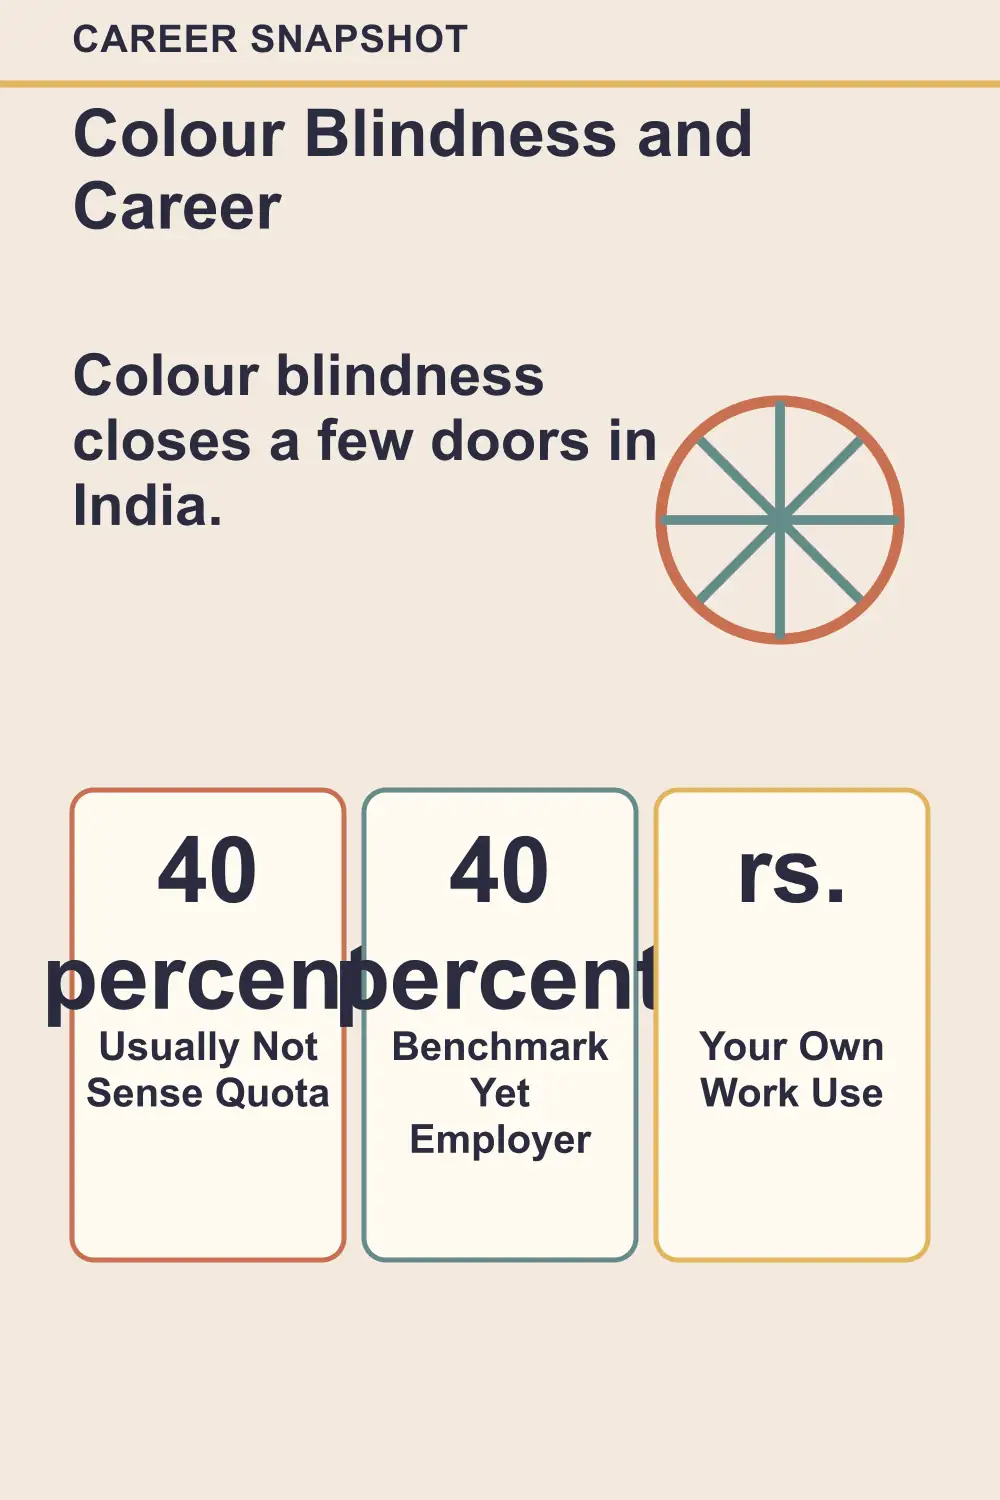 CAREER SNAPSHOT
Colour Blindness and
Career
Colour blindness
closes a few doors in
India.
40
percent
Usually Not
Sense Quota
40
percent
Benchmark
Yet
Employer
rs.
Your Own
Work Use